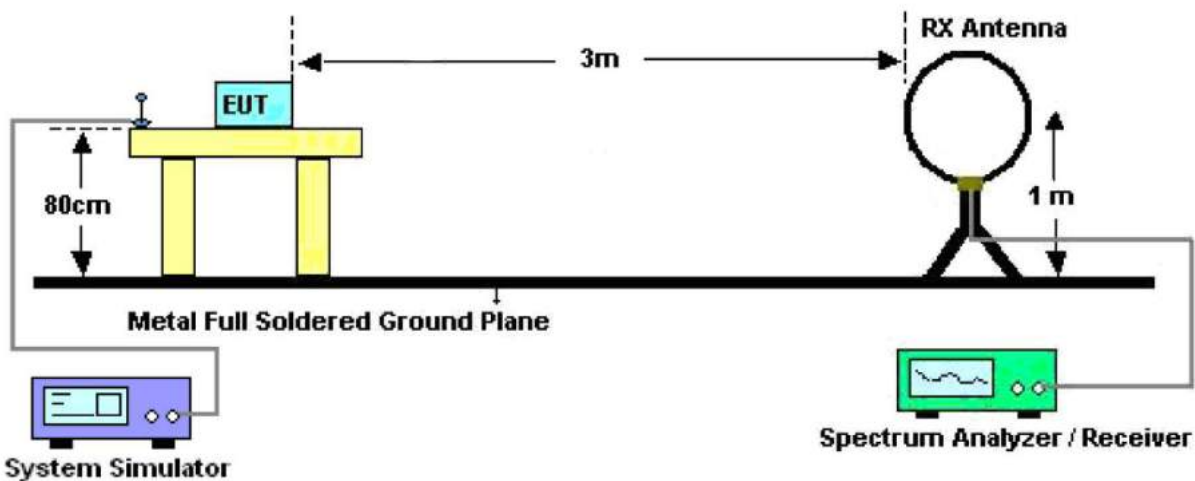 RX Antenna
3m
EUT
80cm
1 m
Metal Full Soldered Ground Plane
System Simulator
Spectrum Analyzer / Receiver